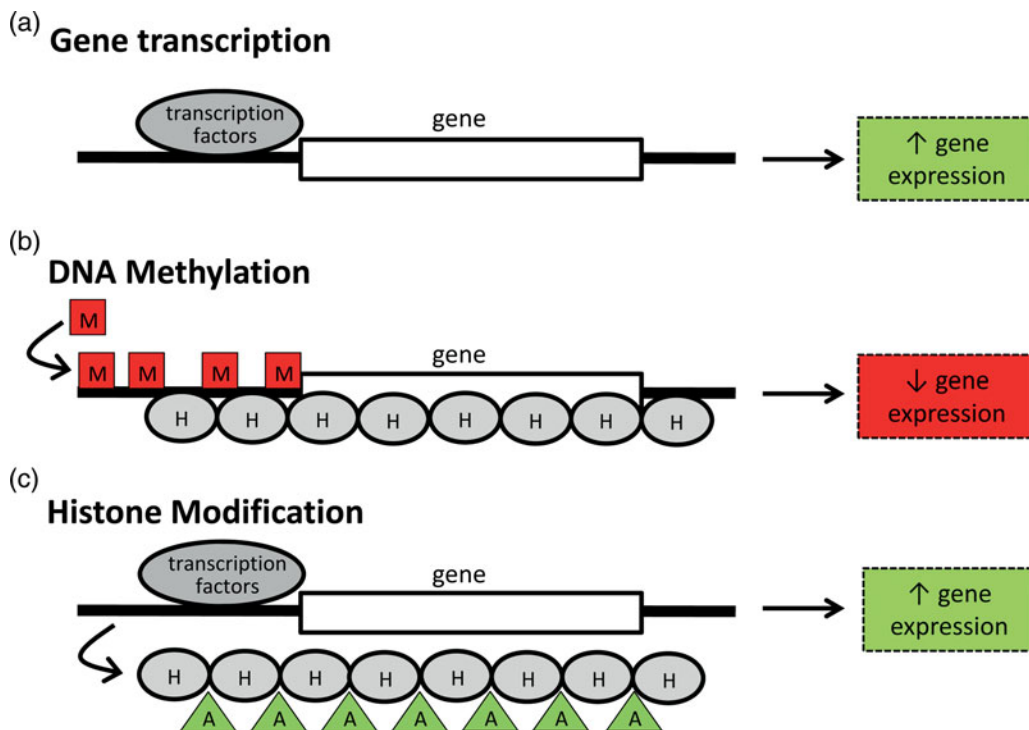 (a)
Gene transcription
transcription
factors
gene
↑ gene
expression
(b)
DNA Methylation
M
M M M M
gene
H H H H H H H H
↓ gene
expression
(c)
Histone Modification
transcription
factors
gene
↑ gene
expression
H H H H H H H H
A A A A A A A